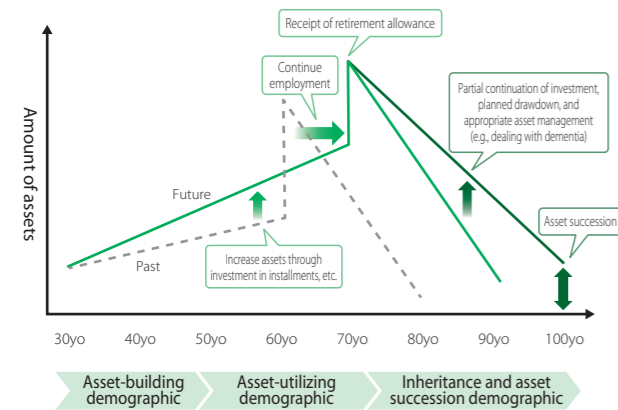 Receipt of retirement allowance
Continue
employment
Partial continuation of investment,
planned drawdown, and
appropriate asset management
(e.g., dealing with dementia)
Amount of assets
Future
Asset succession
Past
Increase assets through
investment in installments, etc.
30yo 40yo 50yo 60yo 70yo 80yo 90yo 100yo
Asset-building
demographic
Asset-utilizing
demographic
Inheritance and asset
succession demographic